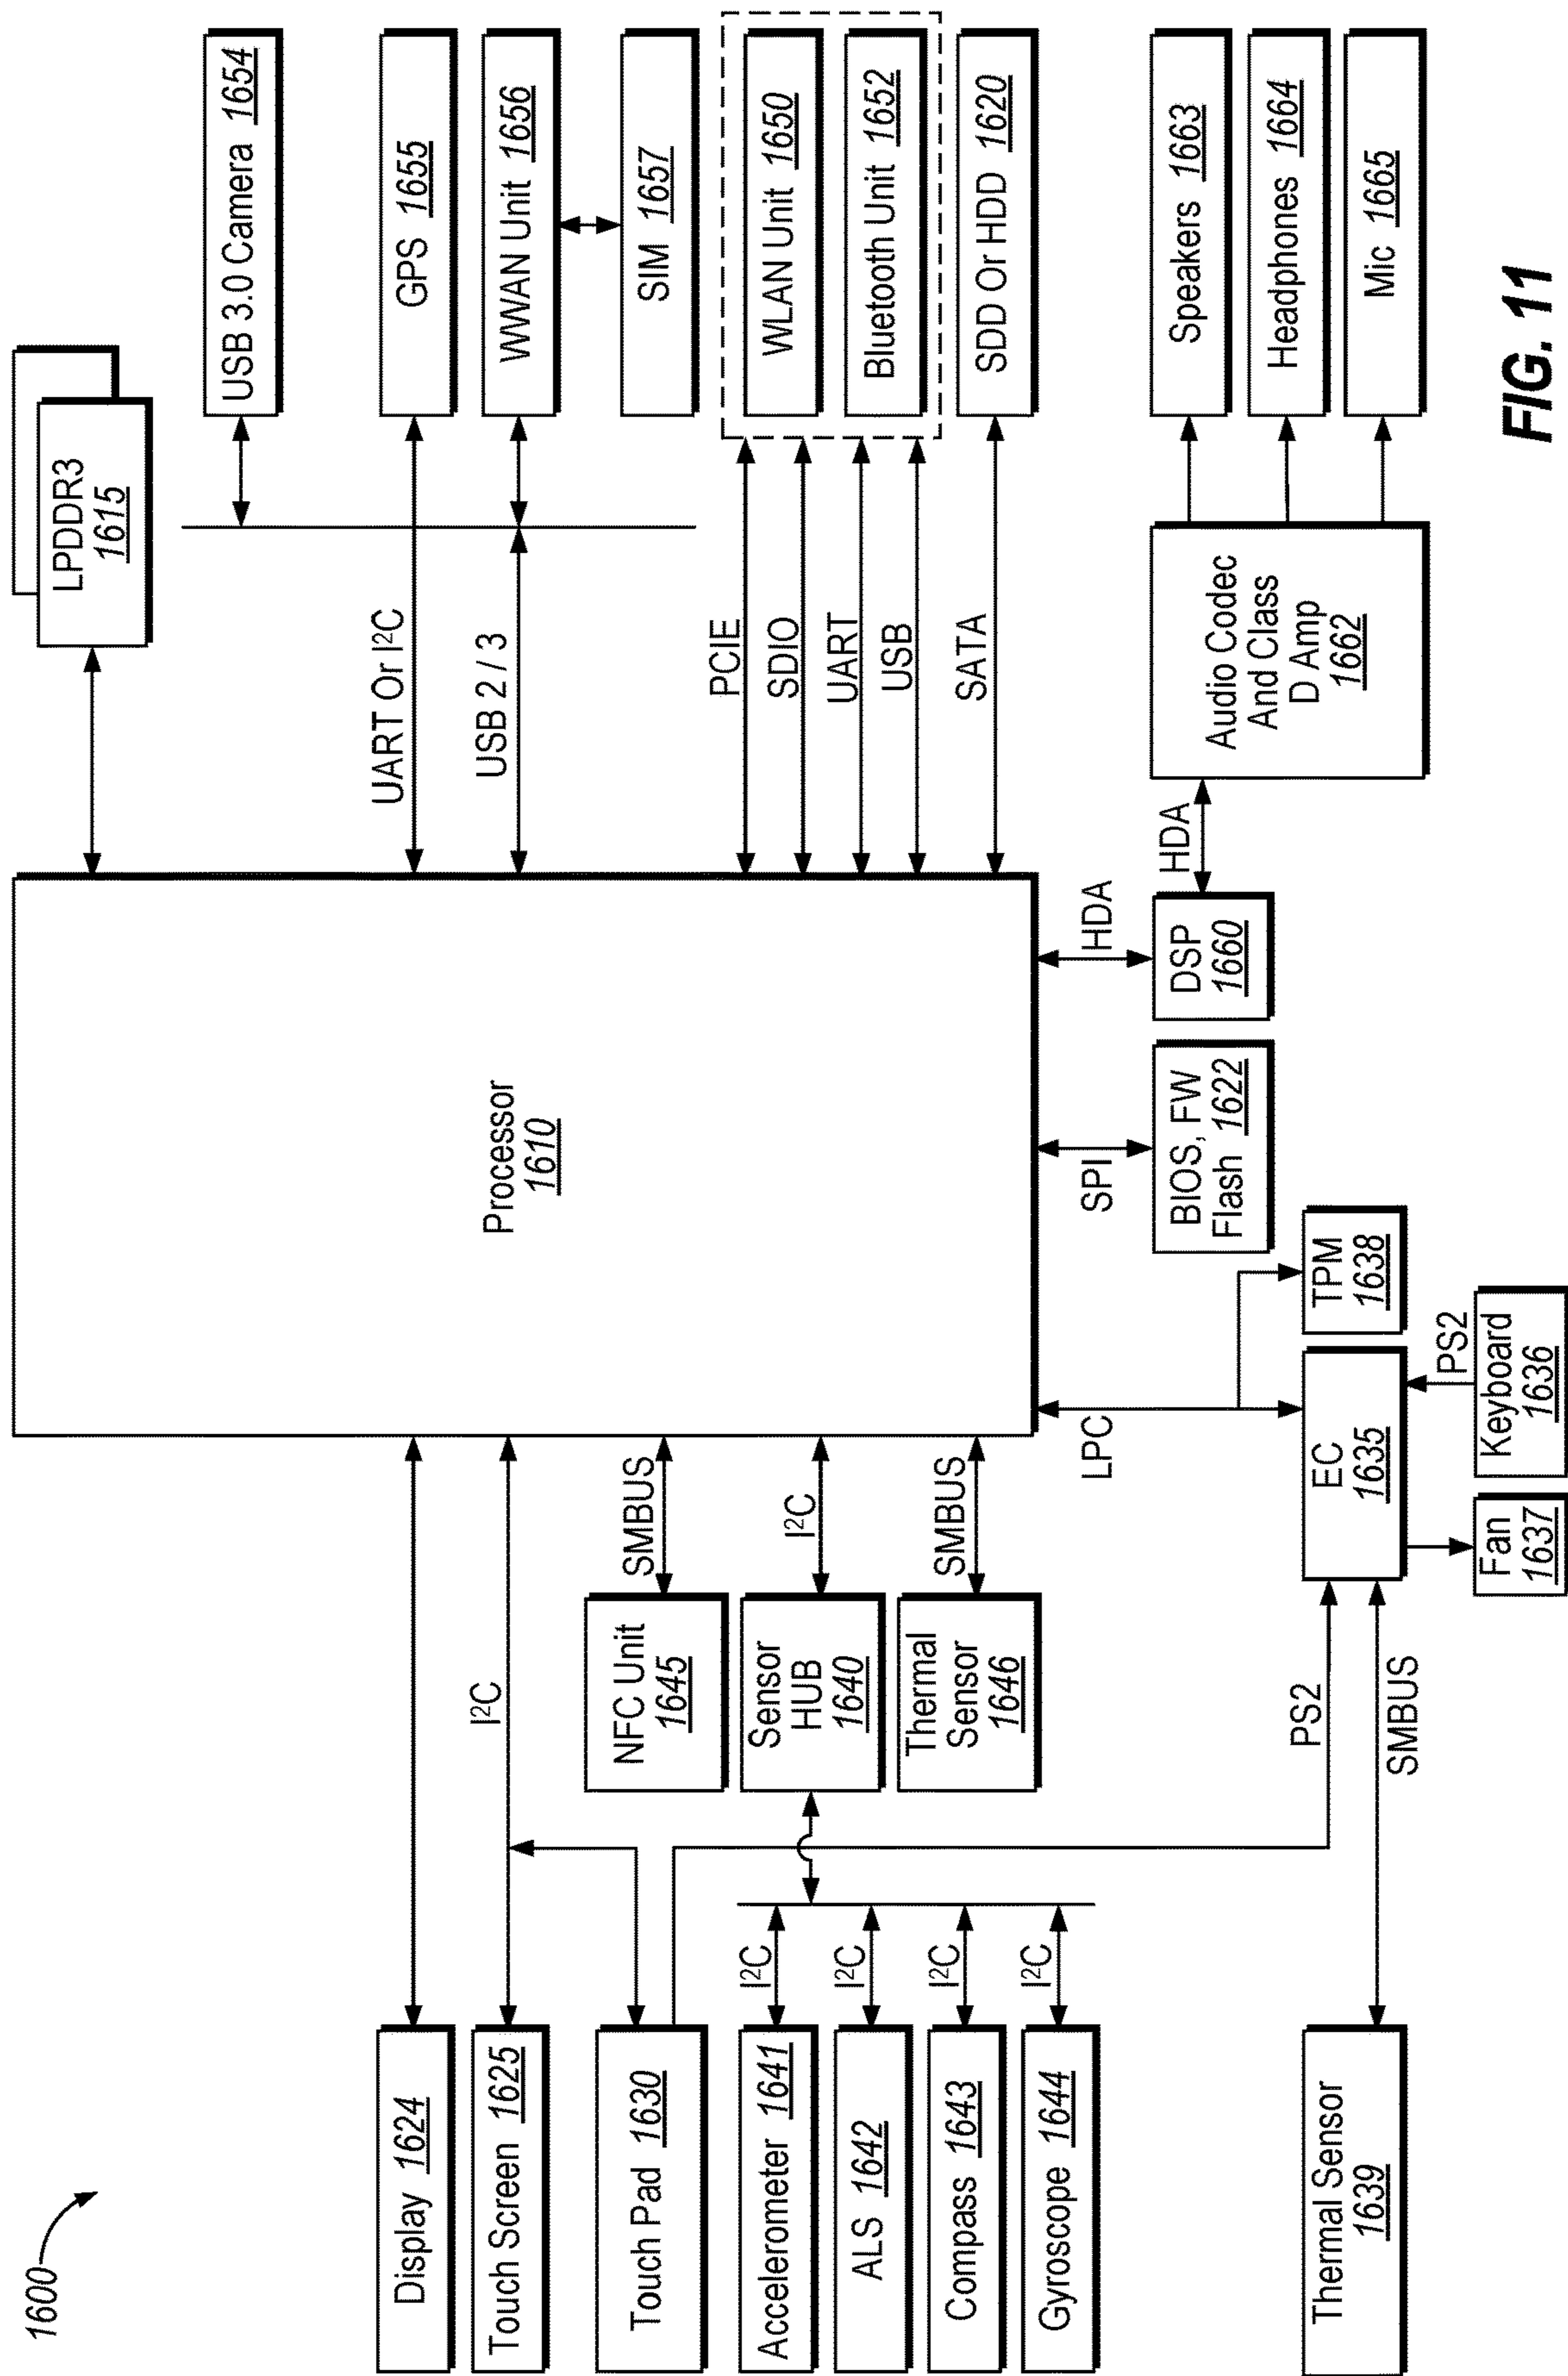 1600
Display 1624
Touch Screen 1625
Touch Pad 1630
Accelerometer 1641
ALS 1642
Compass 1643
Gyroscope 1644
Thermal Sensor
1639
I²C
I²C
I²C
I²C
I²C
NFC Unit
1645
Sensor
HUB
1640
Thermal
Sensor
1646
SMBUS
I²C
SMBUS
PS2
SMBUS
Processor
1610
LPC
EC
1635
TPM
1638
Fan
1637
Keyboard
1636
PS2
SPI
BIOS, FW
Flash 1622
HDA
DSP
1660
HDA
Audio Codec
And Class
D Amp
1662
LPDDR3
1615
UART Or I²C
USB 2 / 3
PCIE
SDIO
UART
USB
SATA
USB 3.0 Camera 1654
GPS 1655
WWAN Unit 1656
SIM 1657
WLAN Unit 1650
Bluetooth Unit 1652
SDD Or HDD 1620
Speakers 1663
Headphones 1664
Mic 1665
FIG. 11